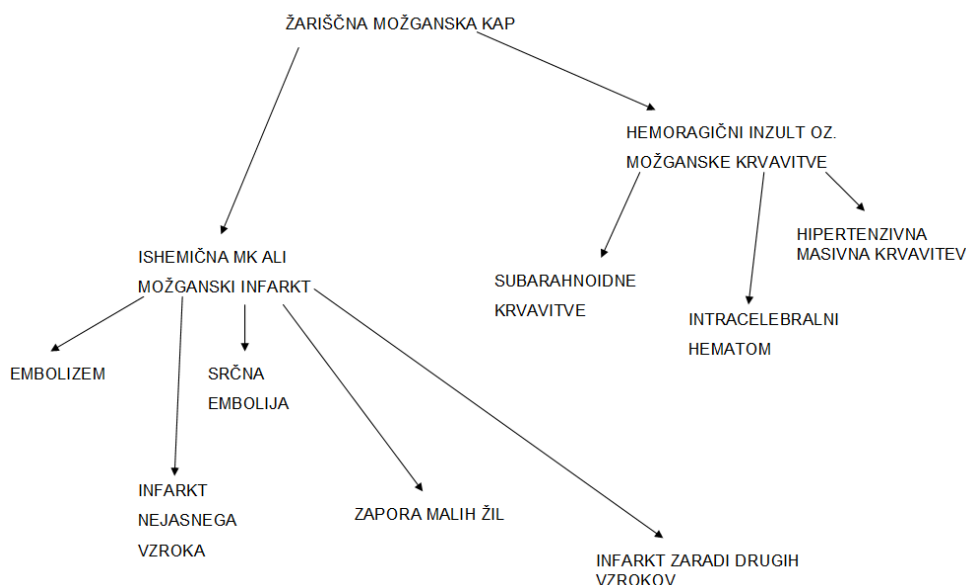 ŽARIŠČNA MOŽGANSKA KAP
HEMORAGIČNI INZULT OZ.
MOŽGANSKE KRVAVITVE
HIPERTENZIVNA
MASIVNA KRVAVITEV
ISHEMIČNA MK ALI
MOŽGANSKI INFARKT
SUBARAHNOIDNE
KRVAVITVE
INTRACELEBRALNI
HEMATOM
EMBOLIZEM
SRČNA
EMBOLIJA
INFARKT
NEJASNEGA
VZROKA
ZAPORA MALIH ŽIL
INFARKT ZARADI DRUGIH
VZROKOV